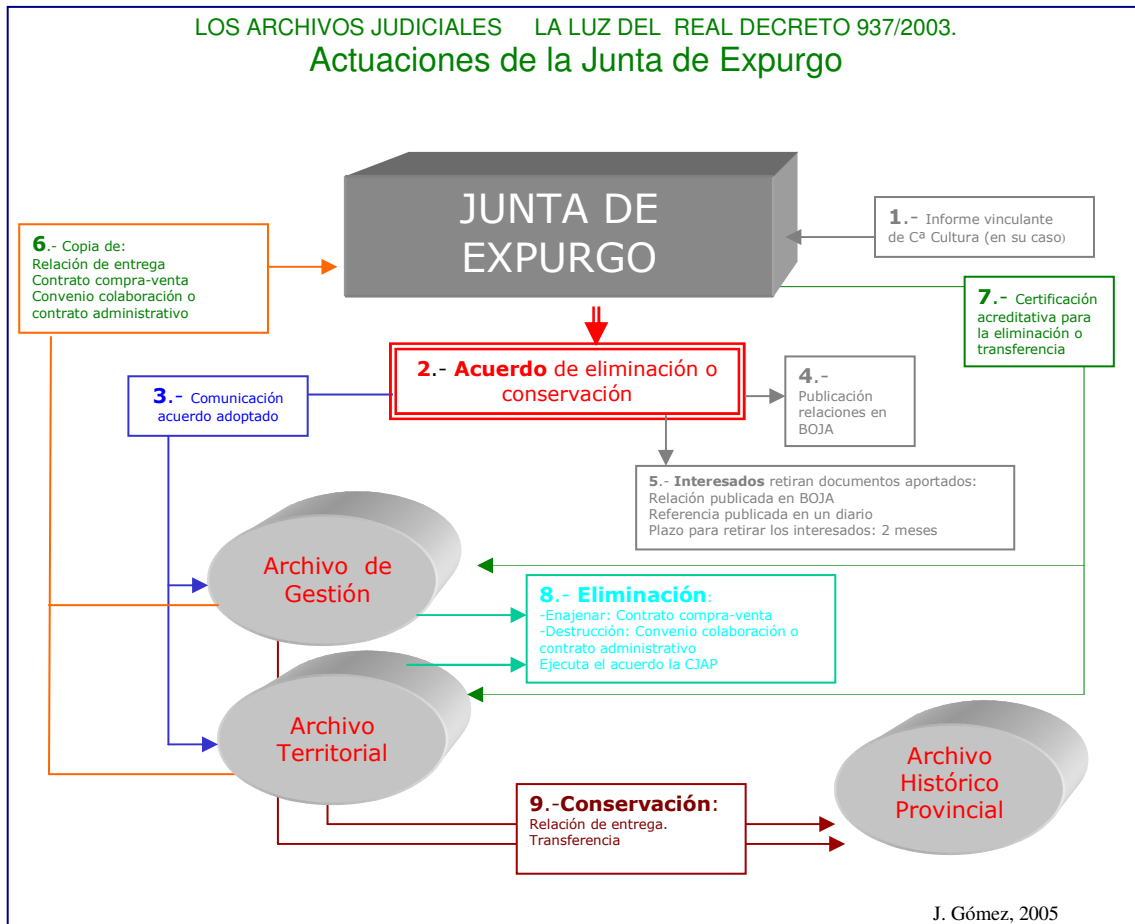 LOS ARCHIVOS JUDICIALES LA LUZ DEL REAL DECRETO 937/2003.
Actuaciones de la Junta de Expurgo
JUNTA DE
EXPURGO
1.- Informe vinculante
de Cª Cultura (en su caso)
6.- Copia de:
Relación de entrega
Contrato compra-venta
Convenio colaboración o
contrato administrativo
7.- Certificación
acreditativa para
la eliminación o
transferencia
2.- Acuerdo de eliminación o
conservación
3.- Comunicación
acuerdo adoptado
4.-
Publicación
relaciones en
BOJA
5.- Interesados retiran documentos aportados:
Relación publicada en BOJA
Referencia publicada en un diario
Plazo para retirar los interesados: 2 meses
Archivo de
Gestión
8.- Eliminación:
-Enajenar: Contrato compra-venta
-Destrucción: Convenio colaboración o
contrato administrativo
Ejecuta el acuerdo la CJAP
Archivo
Territorial
Archivo
Histórico
Provincial
9.-Conservación:
Relación de entrega.
Transferencia
J. Gómez, 2005